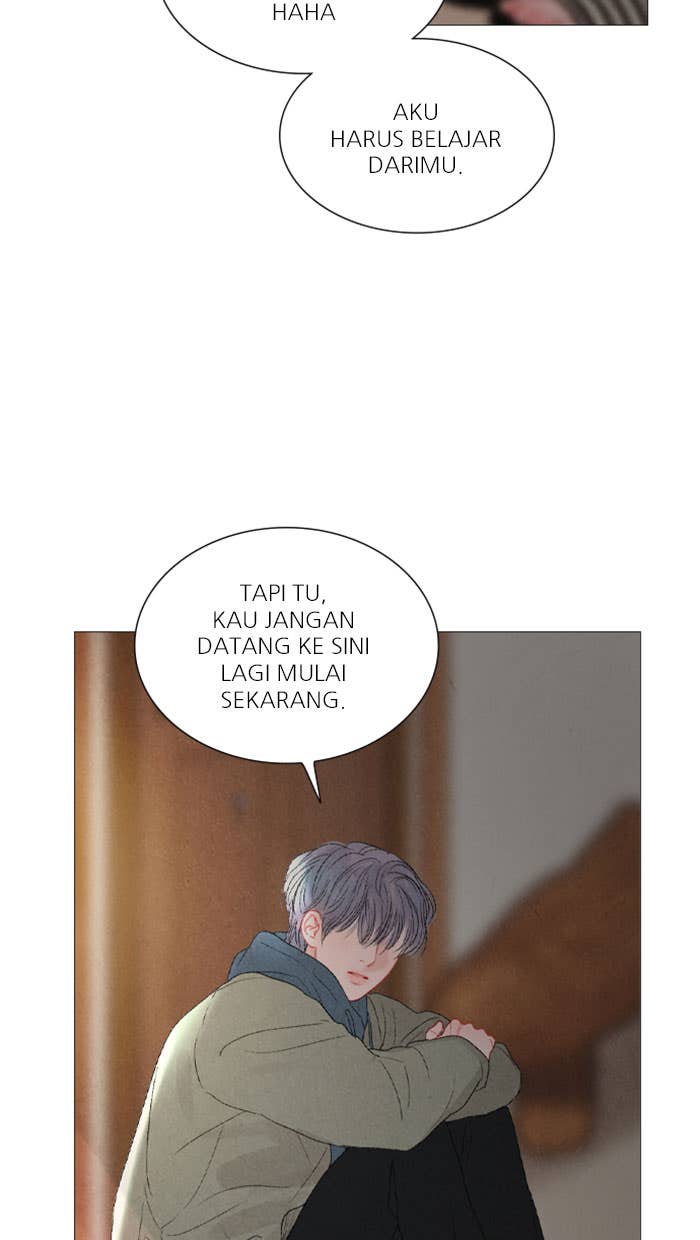 HAHA
AKU
HARUS BELAJAR
DARIMU.
TAPI TU,
KAU JANGAN
DATANG KE SINI
LAGI MULAI
SEKARANG.